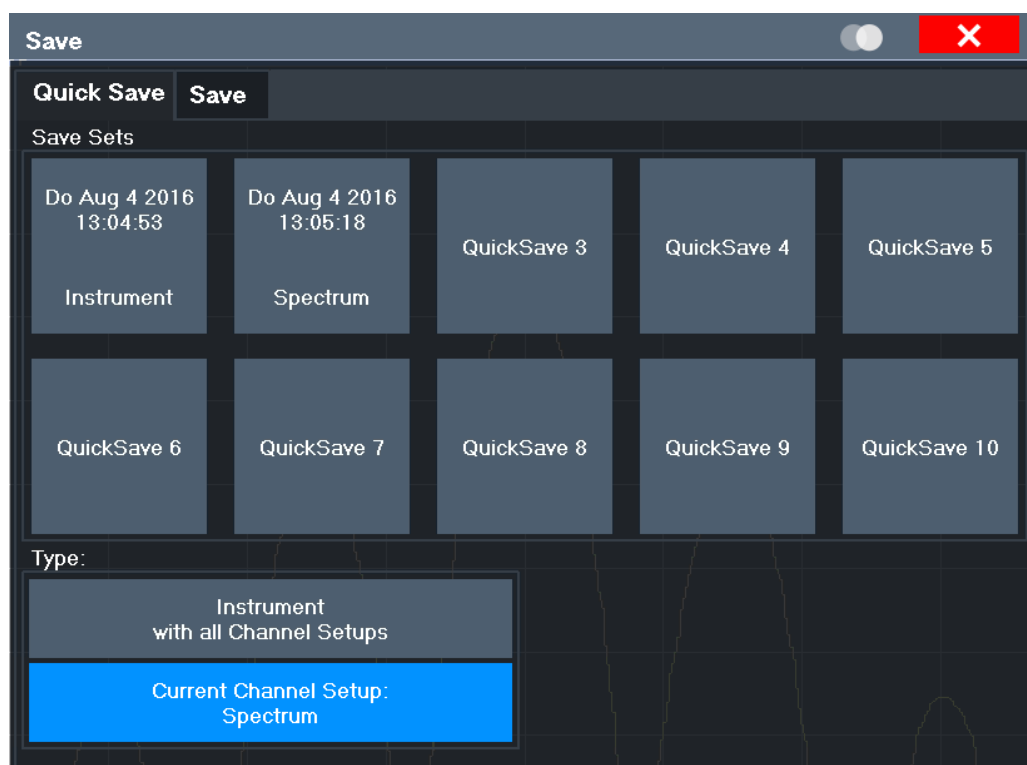 Save
Quick Save Save
Save Sets
Do Aug 4 2016
13:04:53
Instrument
Do Aug 4 2016
13:05:18
Spectrum
QuickSave 3
QuickSave 4
QuickSave 5
QuickSave 6
QuickSave 7
QuickSave 8
QuickSave 9
QuickSave 10
Type:
Instrument
with all Channel Setups
Current Channel Setup:
Spectrum